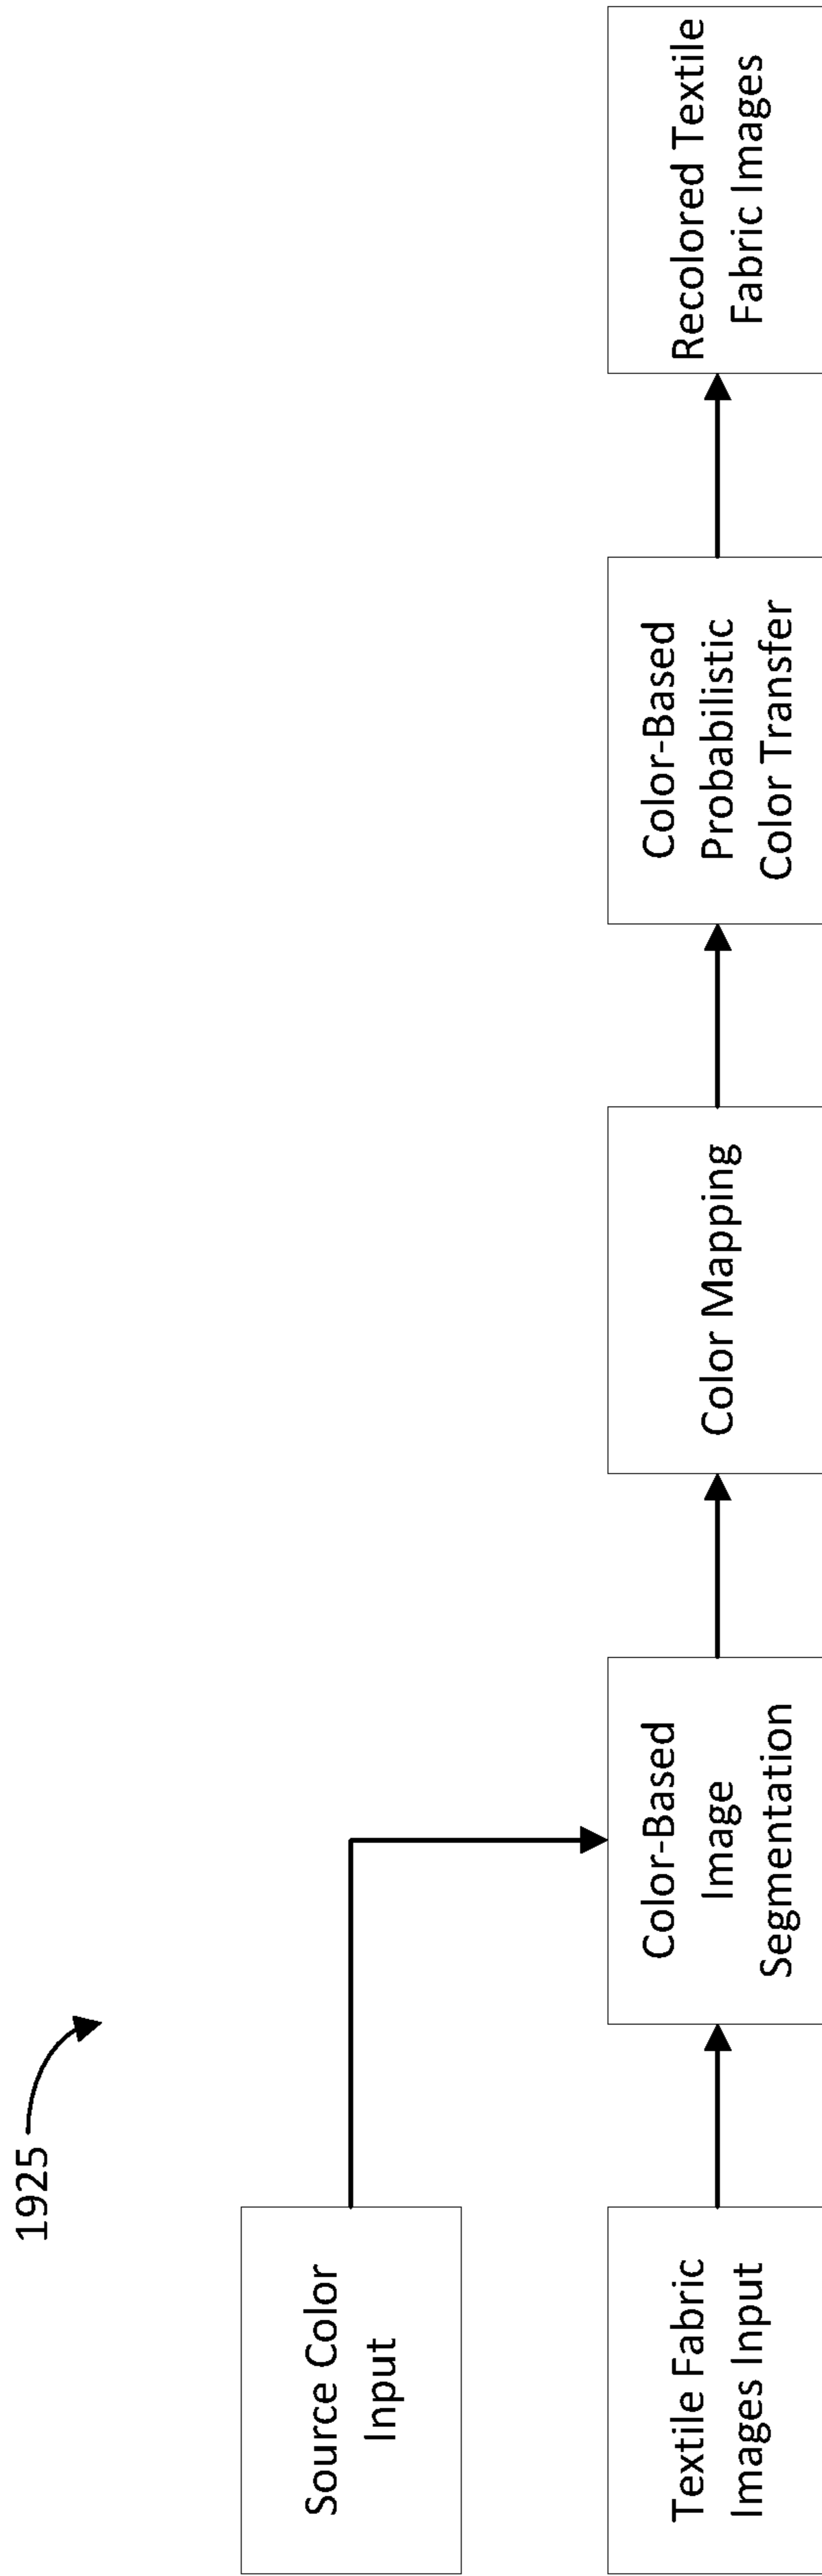 1925
Source Color
Input
Textile Fabric
Images Input
Color-Based
Image
Segmentation
Color Mapping
Color-Based
Probabilistic
Color Transfer
Recolored Textile
Fabric Images